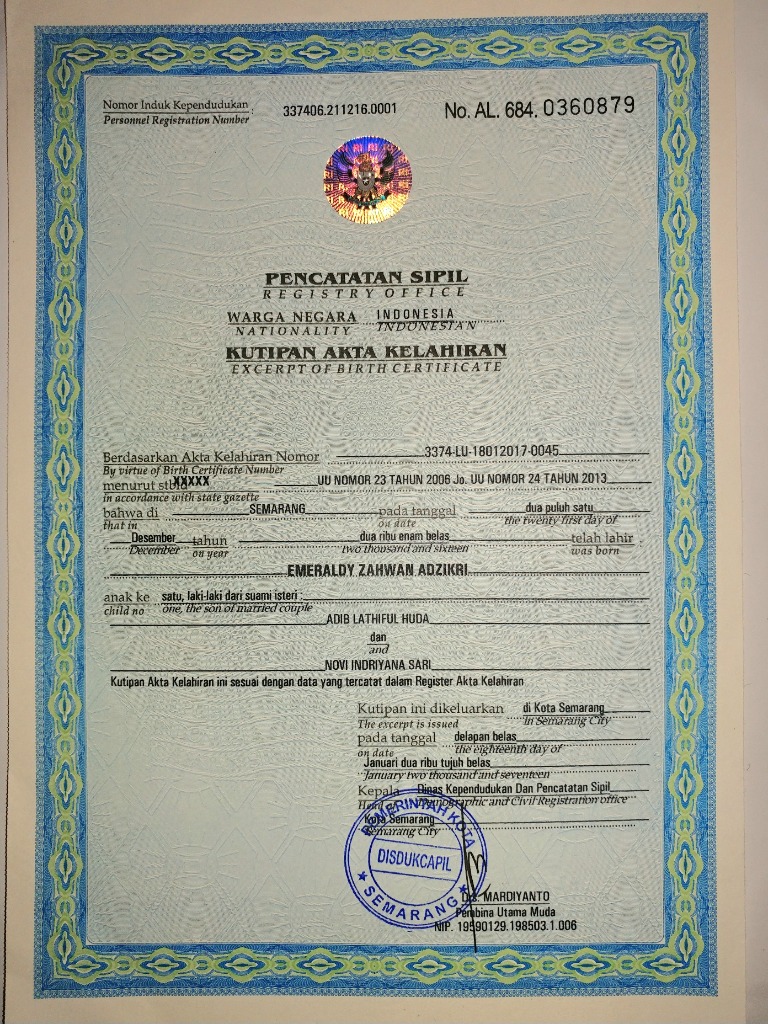 Nomor Induk Kependudukan : 337406.211216.0001 No. AL. 684. 0360879
Personnel Registration Number
PENCATATAN SIPIL
REGISTRY OFFICE
WARGA NEGARA INDONESIA
NATIONALITY INDONESIAN
KUTIPAN AKTA KELAHIRAN
EXCERPT OF BIRTH CERTIFICATE
Berdasarkan Akta Kelahiran Nomor 3374-LU-18012017-0045
By virtue of Birth Certificate Number
menurut stbld XXXXX UU NOMOR 23 TAHUN 2006 Jo. UU NOMOR 24 TAHUN 2013
in accordance with state gazette
bahwa di SEMARANG pada tanggal dua puluh satu
that in on date the twenty first day of
Desember tahun dua ribu enam belas telah lahir
December on year two thousand and sixteen was born
EMERALDY ZAHWAN ADZIKRI
anak ke satu, laki-laki dari suami isteri :
child no one, the son of married couple
ADIB LATHIFUL HUDA
dan
and
NOVI INDRIYANA SARI
Kutipan Akta Kelahiran ini sesuai dengan data yang tercatat dalam Register Akta Kelahiran
Kutipan ini dikeluarkan di Kota Semarang
The excerpt is issued in Semarang City
pada tanggal delapan belas
on date the eighteenth day of
Januari dua ribu tujuh belas
January two thousand and seventeen
Kepala Dinas Kependudukan Dan Pencatatan Sipil
Head of Demographic and Civil Registration office
Kota Semarang
Semarang City
PEMERINTAH KOTA
DISDUKCAPIL
SEMARANG
Drs. MARDIYANTO
Pembina Utama Muda
NIP. 19590129.198503.1.006